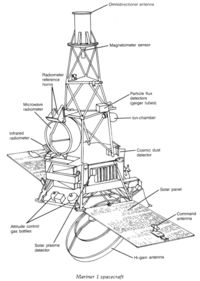 Omnidirectional antenna
Magnetometer sensor
Radiometer
reference
horns
Particle flux
detectors
(geiger tubes)
Microwave
radiometer
Ion-chamber
Infrared
radiometer
Cosmic dust
detector
Solar panel
Attitude control
gas bottles
Command
antenna
Solar plasma
detector
Hi-gain antenna
Mariner 1 spacecraft